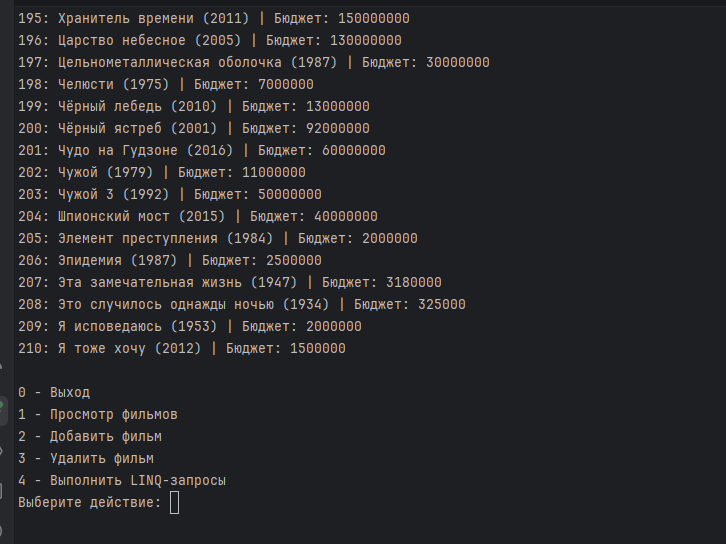 195: Хранитель времени (2011) | Бюджет: 150000000
196: Царство небесное (2005) | Бюджет: 130000000
197: Цельнометаллическая оболочка (1987) | Бюджет: 30000000
198: Челюсти (1975) | Бюджет: 7000000
199: Чёрный лебедь (2010) | Бюджет: 13000000
200: Чёрный ястреб (2001) | Бюджет: 92000000
201: Чудо на Гудзоне (2016) | Бюджет: 60000000
202: Чужой (1979) | Бюджет: 11000000
203: Чужой 3 (1992) | Бюджет: 50000000
204: Шпионский мост (2015) | Бюджет: 40000000
205: Элемент преступления (1984) | Бюджет: 2000000
206: Эпидемия (1987) | Бюджет: 2500000
207: Эта замечательная жизнь (1947) | Бюджет: 3180000
208: Это случилось однажды ночью (1934) | Бюджет: 325000
209: Я исповедаюсь (1953) | Бюджет: 2000000
210: Я тоже хочу (2012) | Бюджет: 1500000
0 - Выход
1 - Просмотр фильмов
2 - Добавить фильм
3 - Удалить фильм
4 - Выполнить LINQ-запросы
Выберите действие: